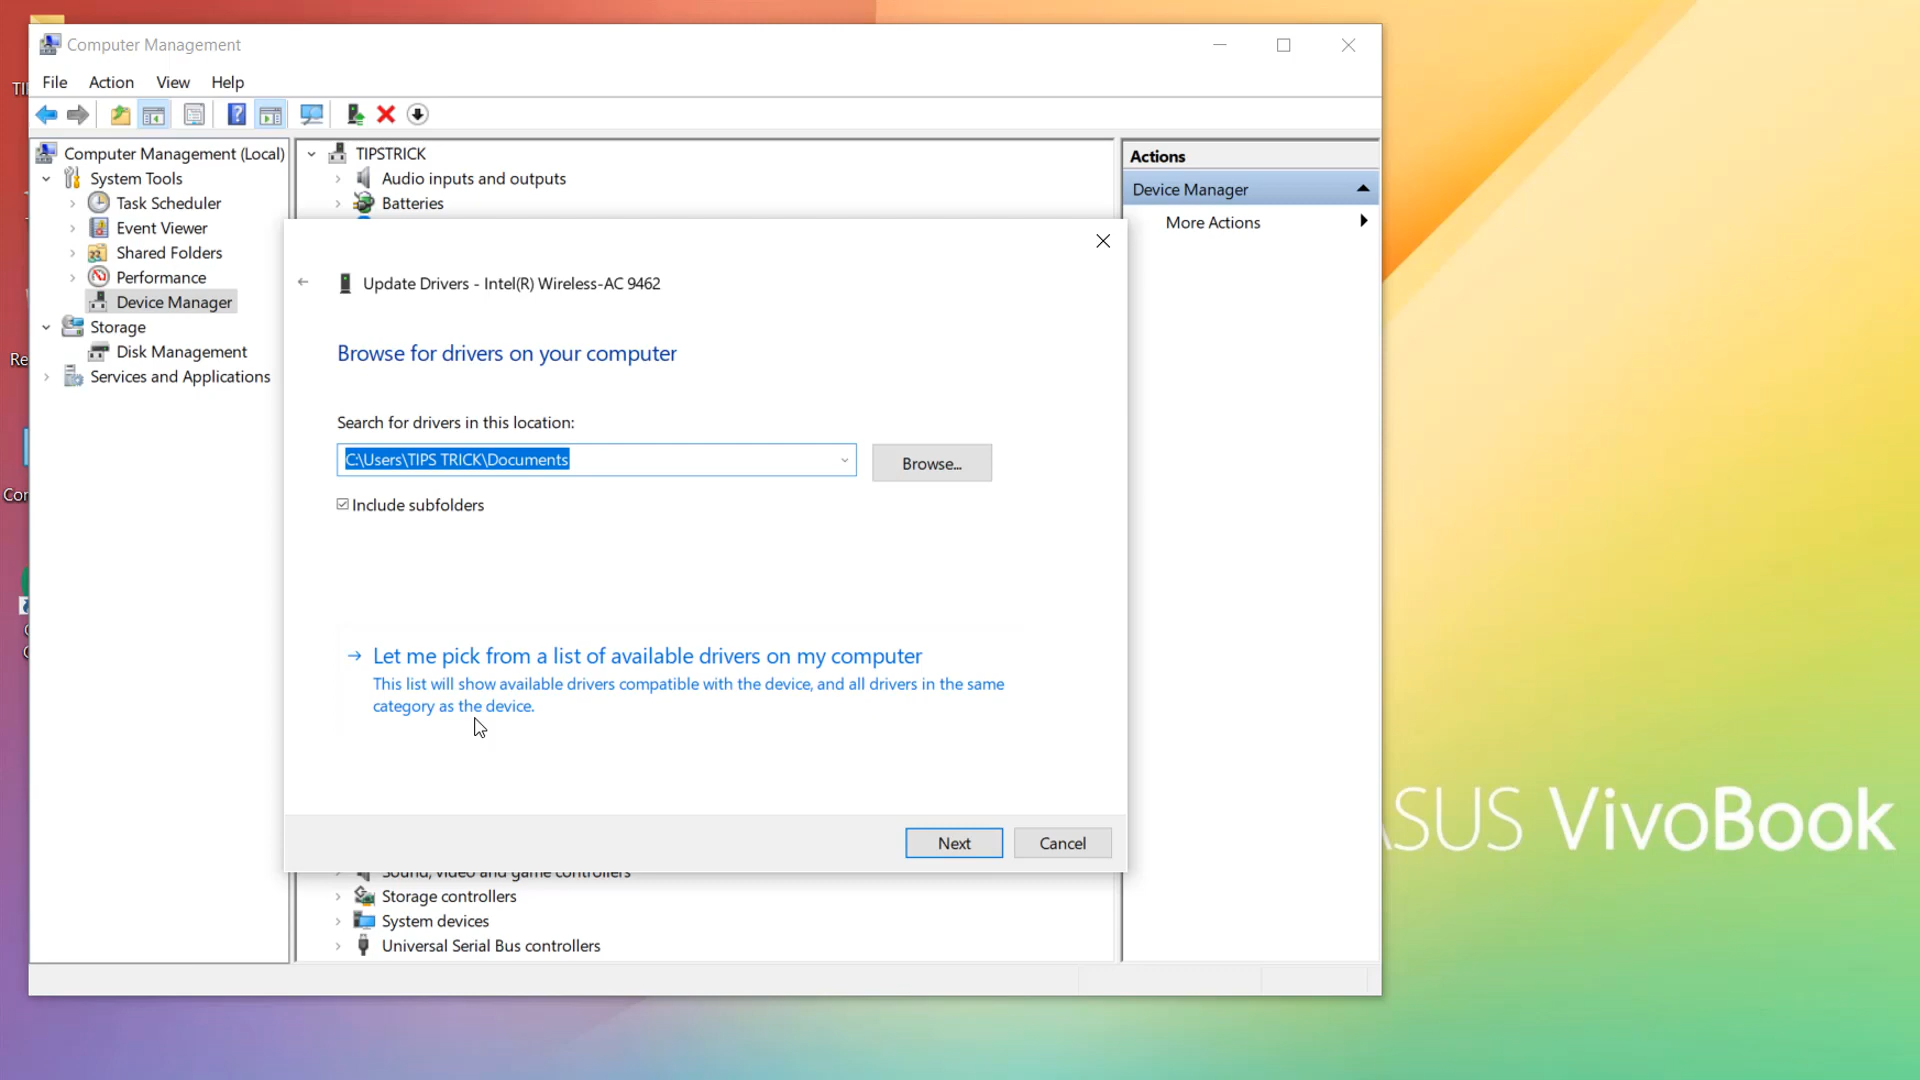 Computer Management
File Action View Help
Computer Management (Local)
System Tools
Task Scheduler
Event Viewer
Shared Folders
Performance
Device Manager
Storage
Disk Management
Services and Applications
TIPSTRICK
Audio inputs and outputs
Batteries
Update Drivers - Intel(R) Wireless-AC 9462
Browse for drivers on your computer
Search for drivers in this location:
C:\Users\TIPS TRICK\Documents
Browse...
Include subfolders
Let me pick from a list of available drivers on my computer
This list will show available drivers compatible with the device, and all drivers in the same
category as the device.
Next
Cancel
Sound, video and game controllers
Storage controllers
System devices
Universal Serial Bus controllers
Actions
Device Manager
More Actions
TI
Re
Cor
ASUS VivoBook